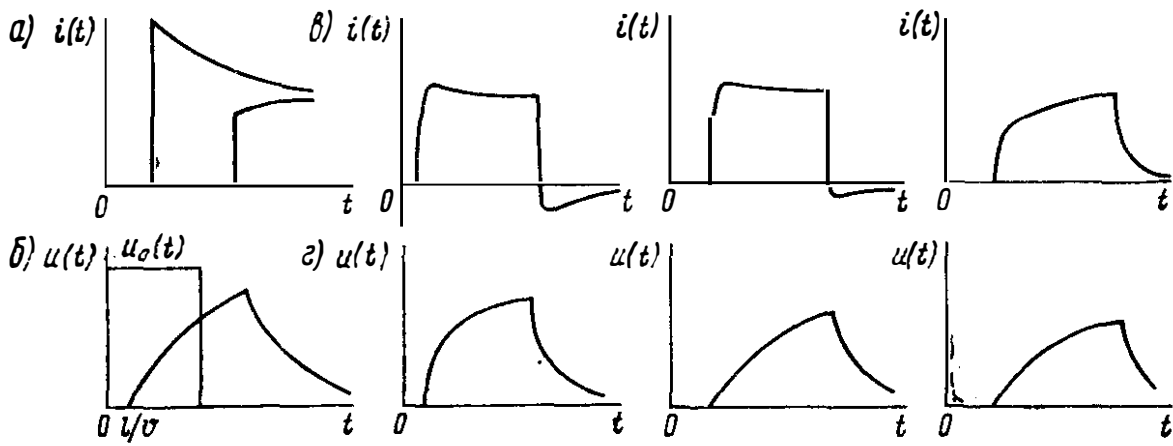 а) i(t)
0
t
в) i(t)
0
t
i(t)
0
t
i(t)
0
t
б) u(t)
u₀(t)
0
l/v
t
г) u(t)
0
t
u(t)
0
t
u(t)
0
t